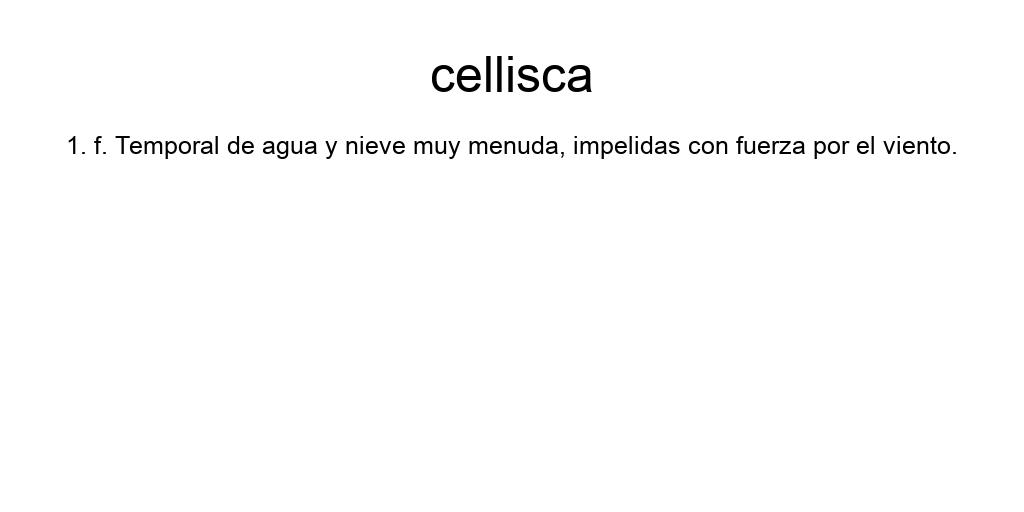 cellisca
1. f. Temporal de agua y nieve muy menuda, impelidas con fuerza por el viento.